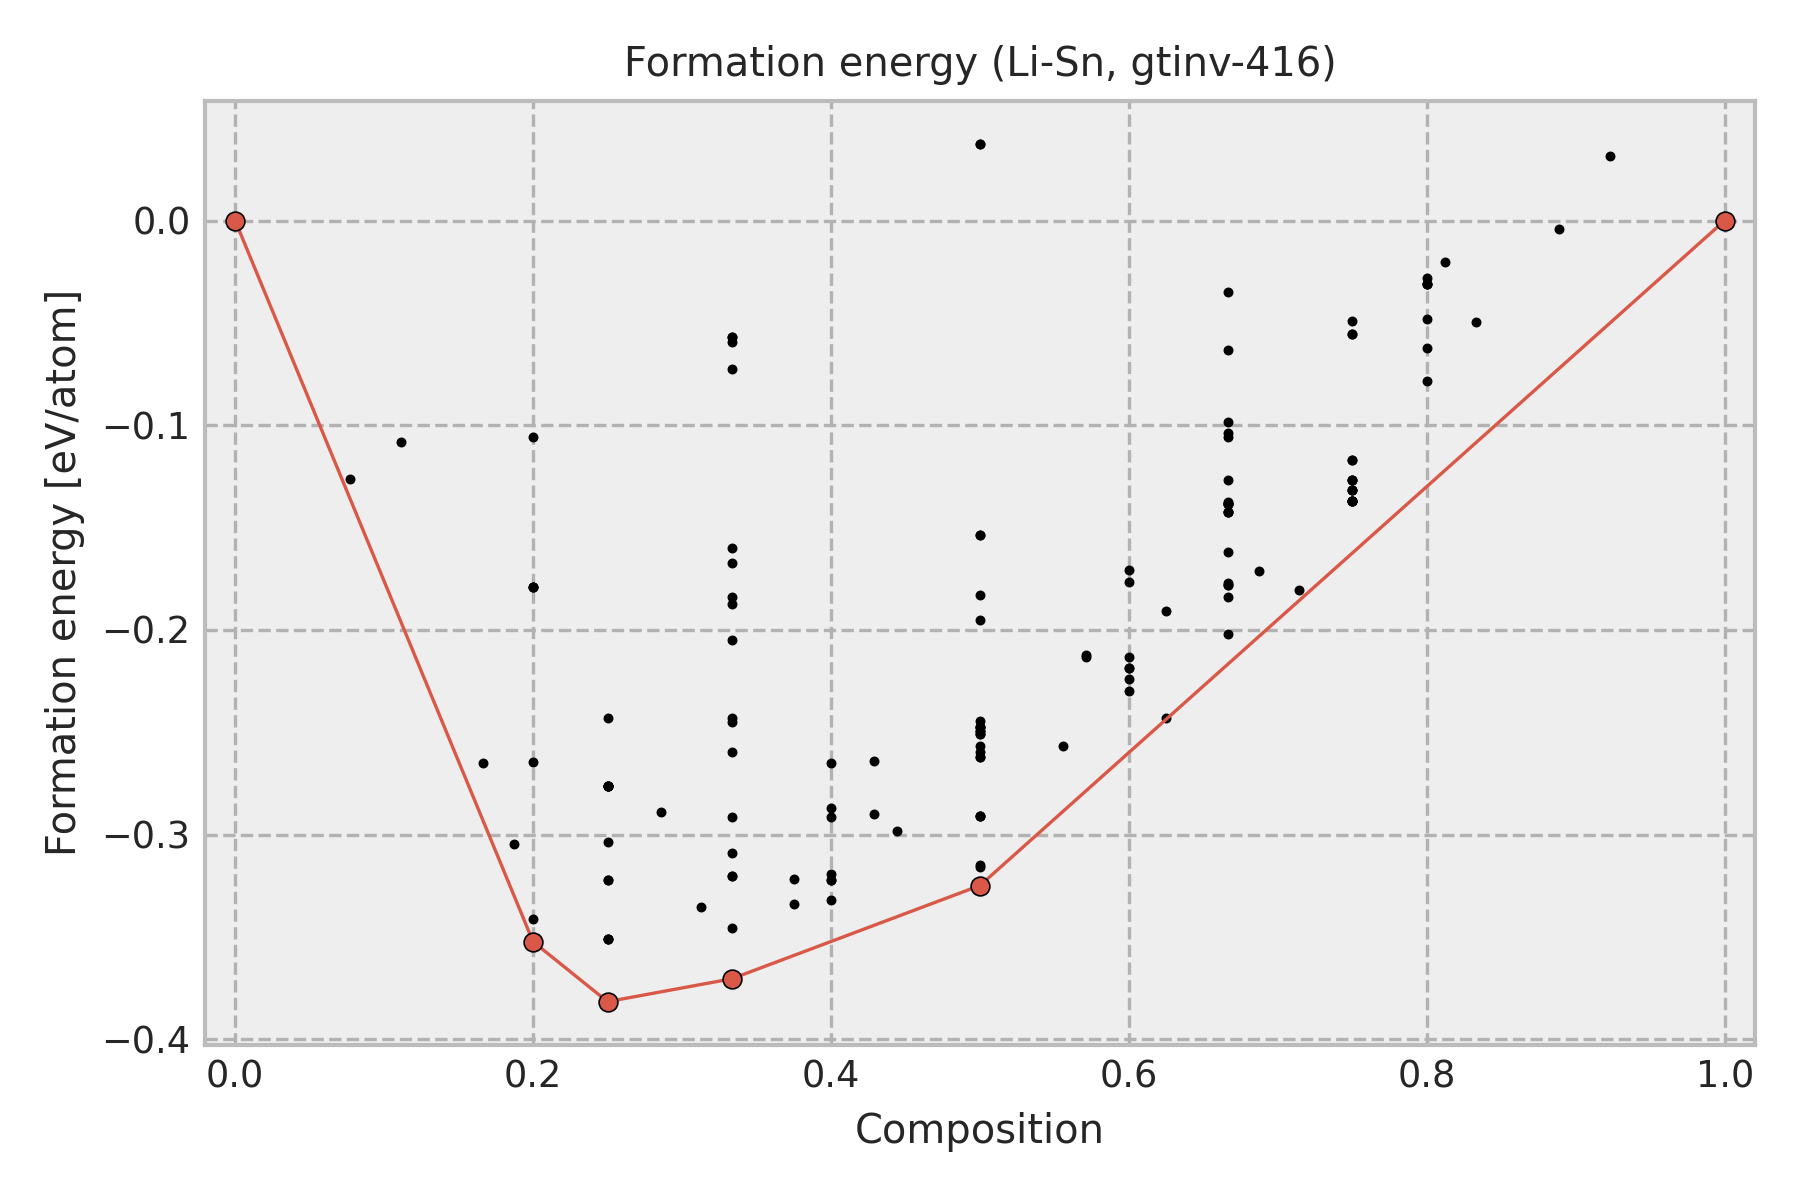 Formation energy (Li-Sn, gtinv-416)
Formation energy [eV/atom]
0.0
−0.1
−0.2
−0.3
−0.4
0.0 0.2 0.4 0.6 0.8 1.0
Composition